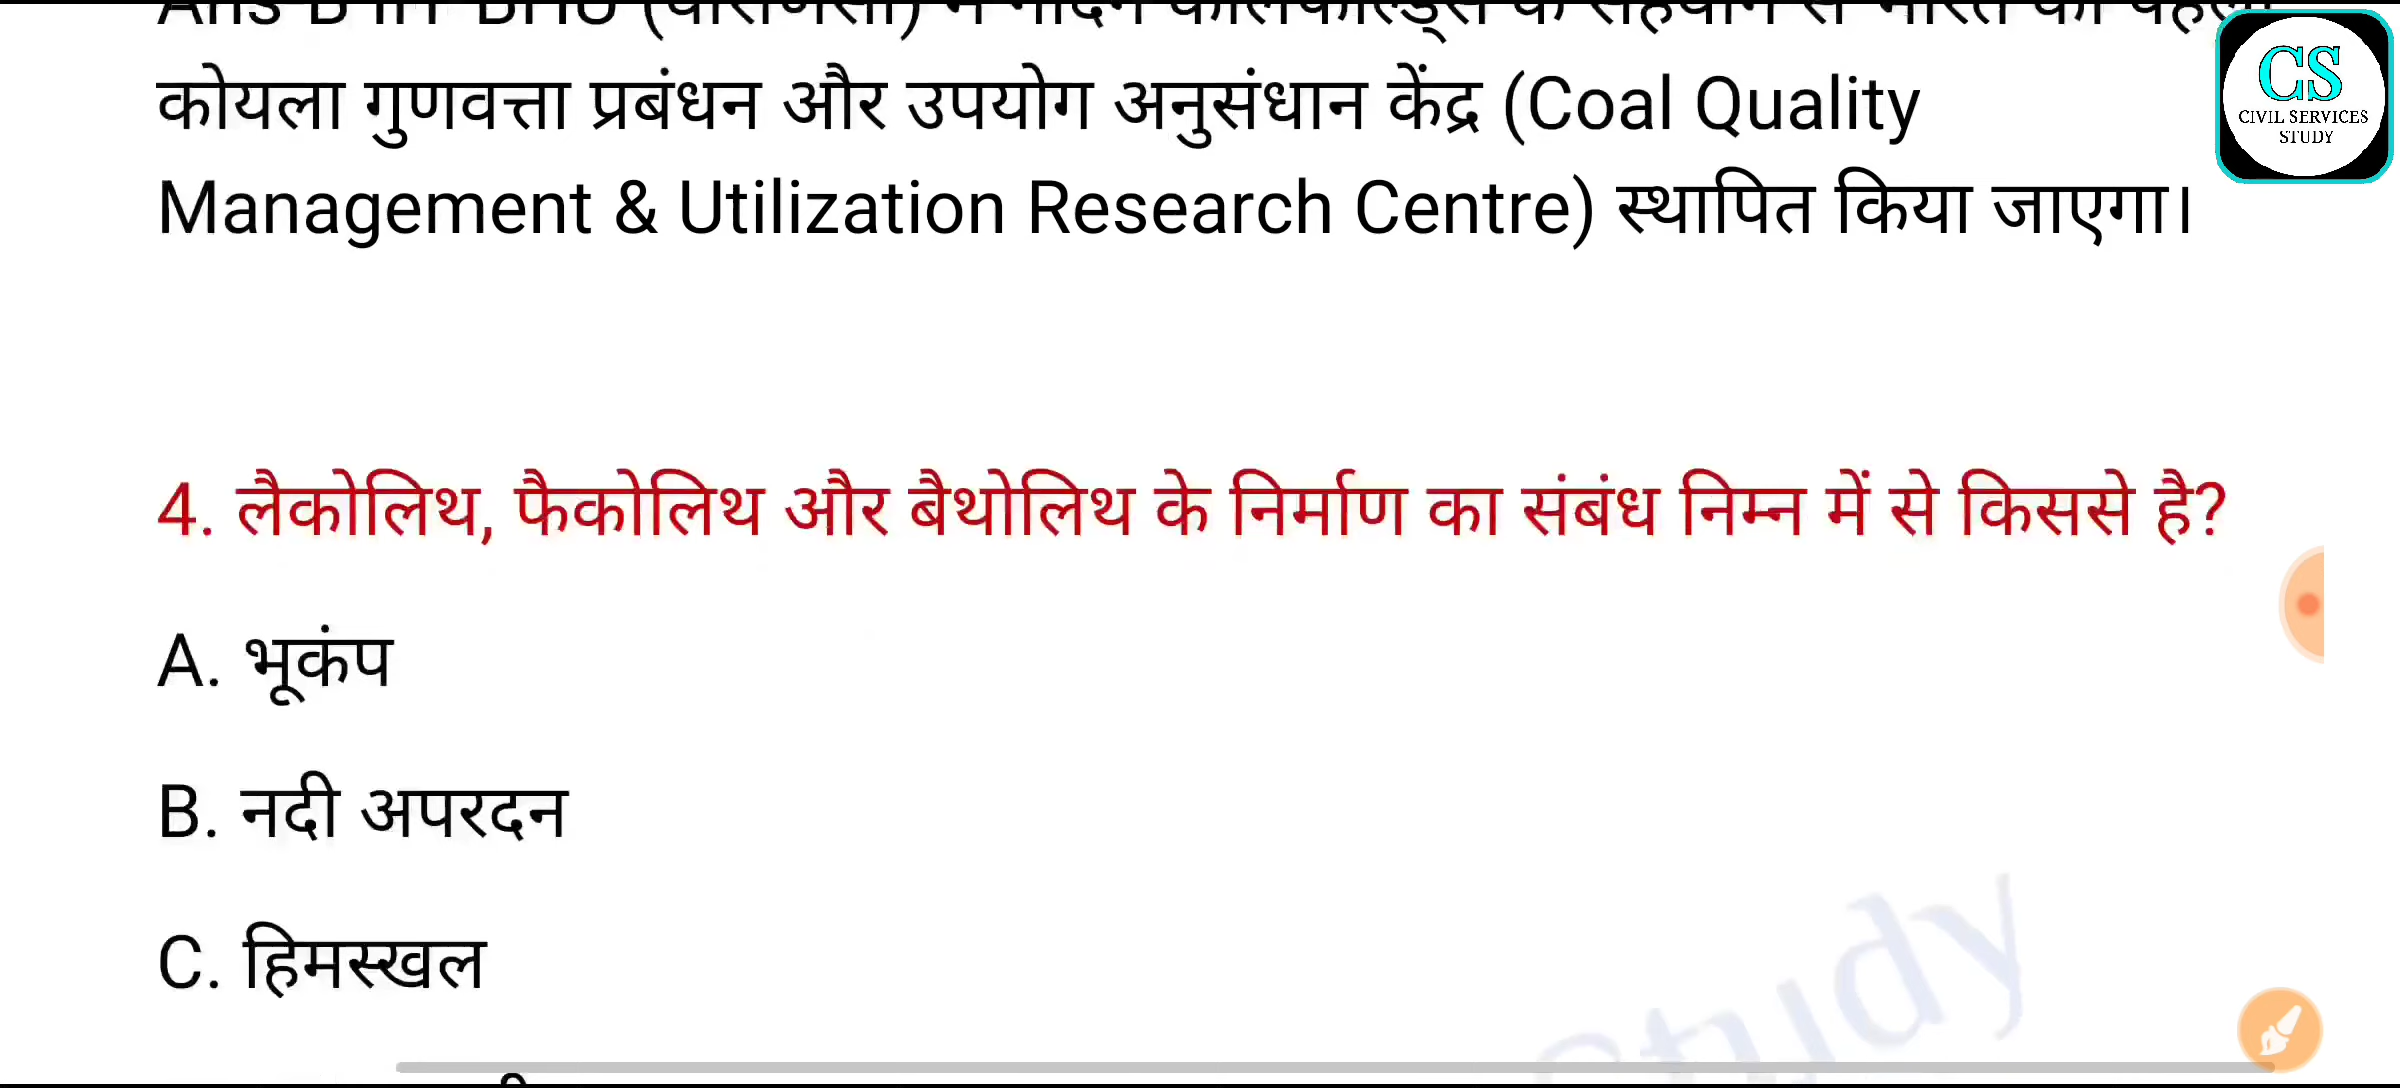 कोयला गुणवत्ता प्रबंधन और उपयोग अनुसंधान केंद्र (Coal Quality
Management & Utilization Research Centre) स्थापित किया जाएगा।
CS
CIVIL SERVICES
STUDY
4. लैकोलिथ, फैकोलिथ और बैथोलिथ के निर्माण का संबंध निम्न में से किससे है?
A. भूकंप
B. नदी अपरदन
C. हिमस्खल
Study